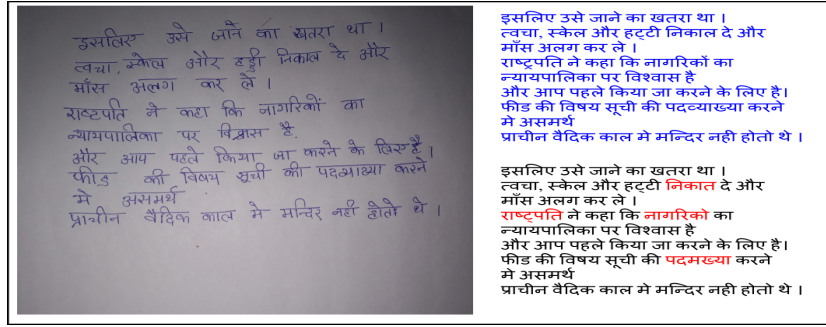 इसलिए उसे जाने का खतरा था ।
त्वचा, स्केल और हड्डी निकाल दे और
माँस अलग कर ले ।
राष्टपति ने कहा कि नागरिकों का
न्यायपालिका पर विश्वास है.
और आप पहले किया जा करने के लिए है।
फीड की विषय सूची की पदव्याख्या करने
मे असमर्थ
प्राचीन वैदिक काल मे मन्दिर नही होतो थे ।
इसलिए उसे जाने का खतरा था ।
त्वचा, स्केल और हट्टी निकाल दे और
माँस अलग कर ले ।
राष्ट्रपति ने कहा कि नागरिकों का
न्यायपालिका पर विश्वास है
और आप पहले किया जा करने के लिए है।
फीड की विषय सूची की पदव्याख्या करने
मे असमर्थ
प्राचीन वैदिक काल मे मन्दिर नही होतो थे ।
इसलिए उसे जाने का खतरा था ।
त्वचा, स्केल और हट्टी निकात दे और
माँस अलग कर ले ।
राष्ट्पति ने कहा कि नागरिको का
न्यायपालिका पर विश्वास है
और आप पहले किया जा करने के लिए है।
फीड की विषय सूची की पदमख्या करने
मे असमर्थ
प्राचीन वैदिक काल मे मन्दिर नही होतो थे ।